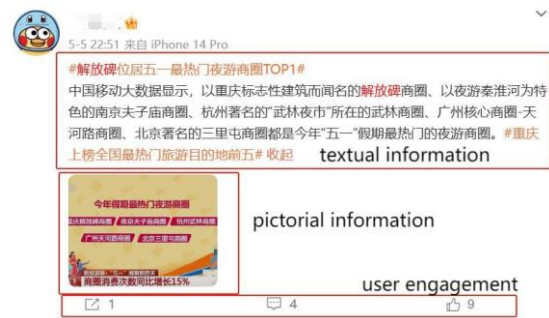 5-5 22:51 来自 iPhone 14 Pro
#解放碑位居五一最热门夜游商圈TOP1#
中国移动大数据显示，以重庆标志性建筑而闻名的解放碑商圈、以夜游秦淮河为特
色的南京夫子庙商圈、杭州著名的“武林夜市”所在的武林商圈、广州核心商圈-天
河路商圈、北京著名的三里屯商圈都是今年“五一”假期最热门的夜游商圈。#重庆
上榜全国最热门旅游目的地前五# 收起
textual information
今年假期最热门夜游商圈
重庆解放碑商圈 南京夫子庙商圈 杭州武林商圈
广州天河路商圈 北京三里屯商圈
商圈消费次数同比增长15%
pictorial information
user engagement
1 4 9